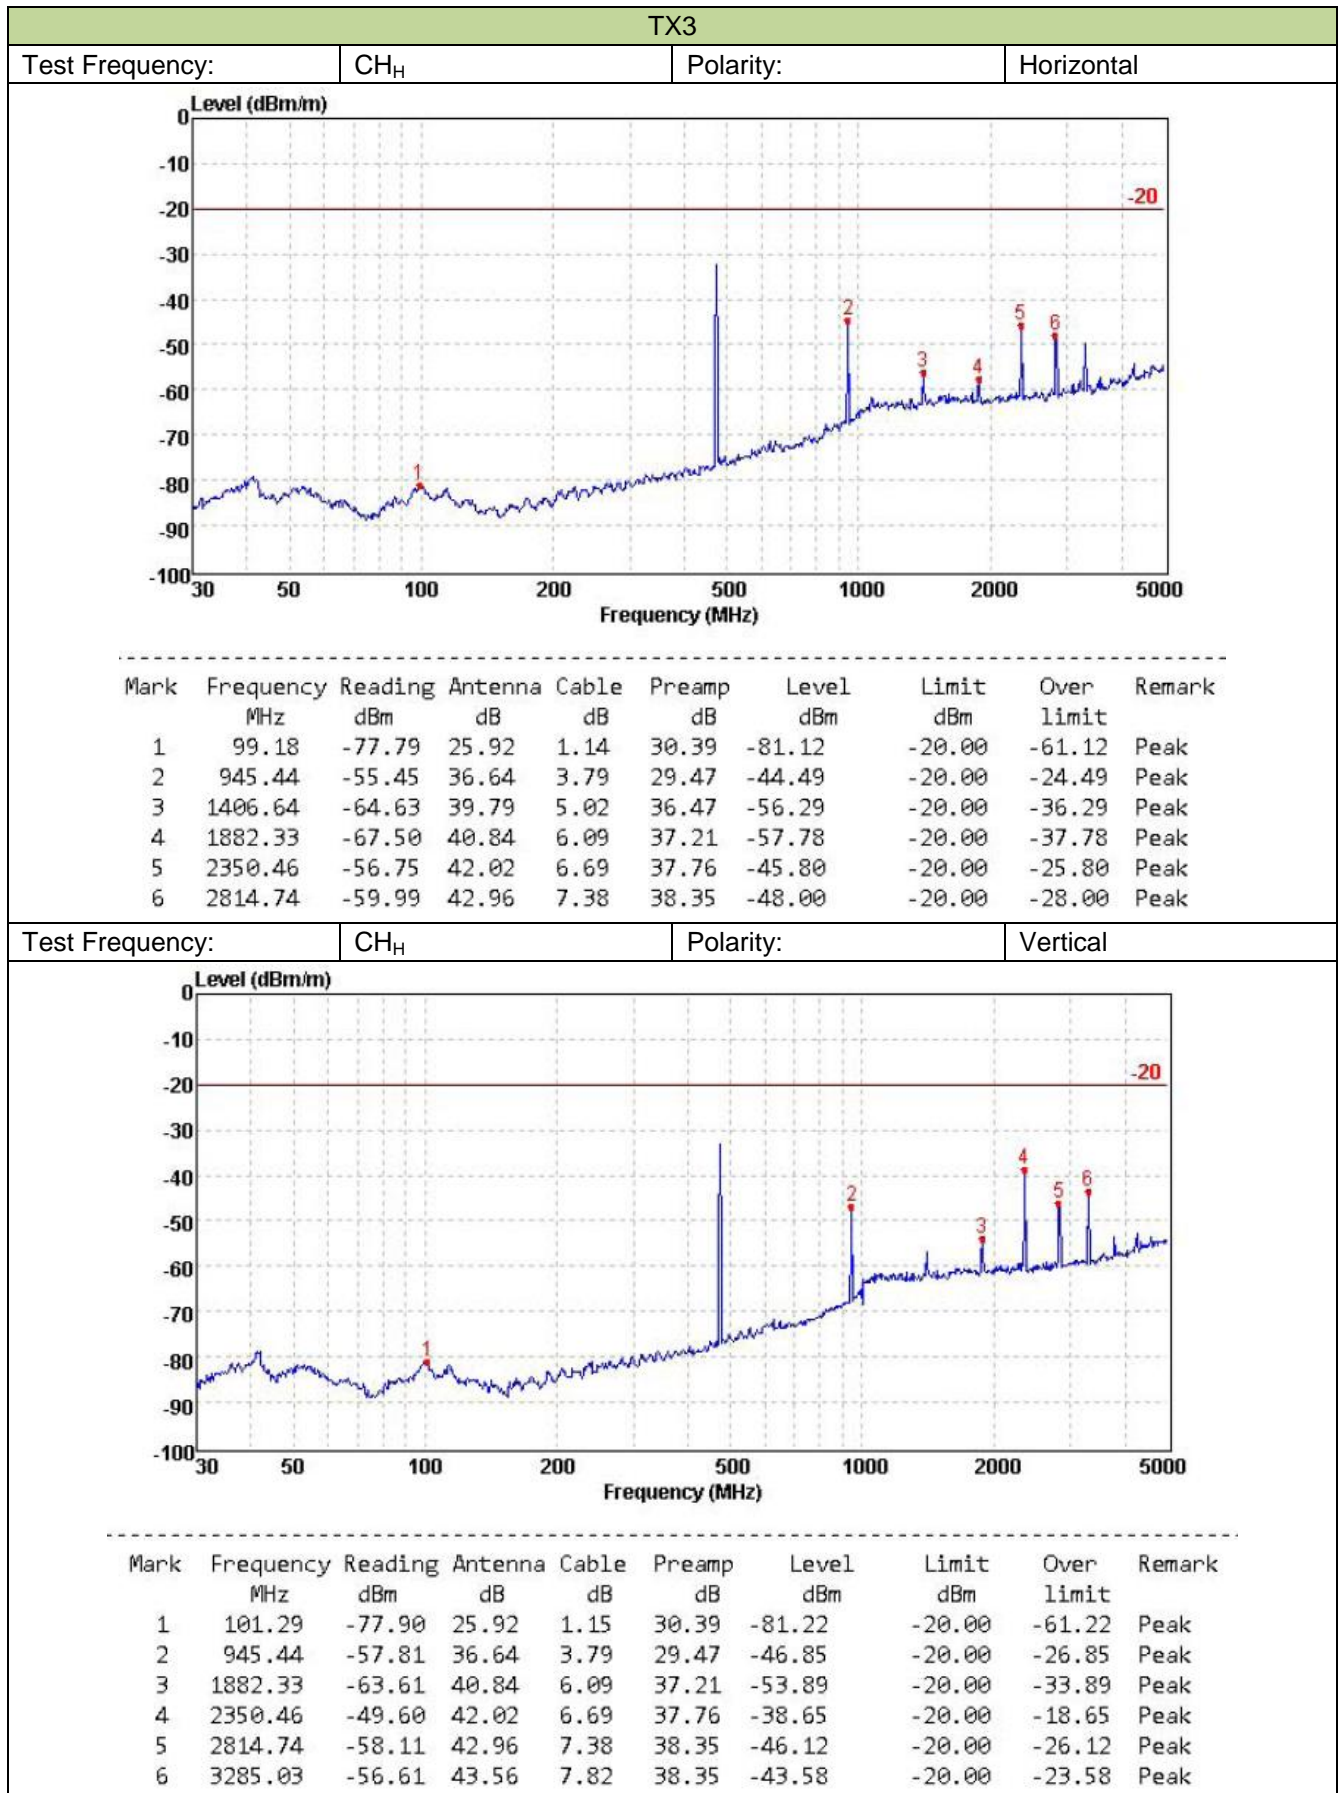 TX3
Test Frequency: CHH Polarity: Horizontal
Level (dBm/m)
0
-10
-20
-20
-30
-40
-50
-60
-70
-80
-90
-100
1
2
3
4
5
6
30 50 100 200 500 1000 2000 5000
Frequency (MHz)
Mark Frequency Reading Antenna Cable Preamp Level Limit Over Remark
MHz dBm dB dB dB dBm dBm limit
1 99.18 -77.79 25.92 1.14 30.39 -81.12 -20.00 -61.12 Peak
2 945.44 -55.45 36.64 3.79 29.47 -44.49 -20.00 -24.49 Peak
3 1406.64 -64.63 39.79 5.02 36.47 -56.29 -20.00 -36.29 Peak
4 1882.33 -67.50 40.84 6.09 37.21 -57.78 -20.00 -37.78 Peak
5 2350.46 -56.75 42.02 6.69 37.76 -45.80 -20.00 -25.80 Peak
6 2814.74 -59.99 42.96 7.38 38.35 -48.00 -20.00 -28.00 Peak
Test Frequency: CHH Polarity: Vertical
Level (dBm/m)
0
-10
-20
-20
-30
-40
-50
-60
-70
-80
-90
-100
1
2
3
4
5
6
30 50 100 200 500 1000 2000 5000
Frequency (MHz)
Mark Frequency Reading Antenna Cable Preamp Level Limit Over Remark
MHz dBm dB dB dB dBm dBm limit
1 101.29 -77.90 25.92 1.15 30.39 -81.22 -20.00 -61.22 Peak
2 945.44 -57.81 36.64 3.79 29.47 -46.85 -20.00 -26.85 Peak
3 1882.33 -63.61 40.84 6.09 37.21 -53.89 -20.00 -33.89 Peak
4 2350.46 -49.60 42.02 6.69 37.76 -38.65 -20.00 -18.65 Peak
5 2814.74 -58.11 42.96 7.38 38.35 -46.12 -20.00 -26.12 Peak
6 3285.03 -56.61 43.56 7.82 38.35 -43.58 -20.00 -23.58 Peak